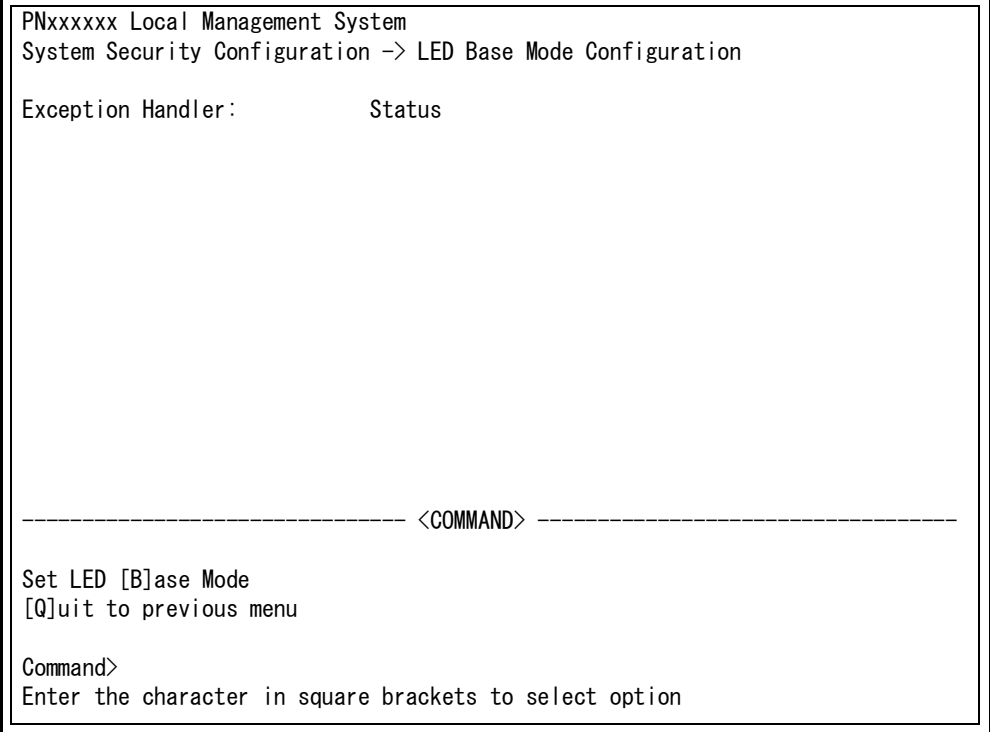 PNxxxxxx Local Management System
System Security Configuration -> LED Base Mode Configuration
Exception Handler:           Status
-------------------------------- <COMMAND> -----------------------------------
Set LED [B]ase Mode
[Q]uit to previous menu
Command>
Enter the character in square brackets to select option